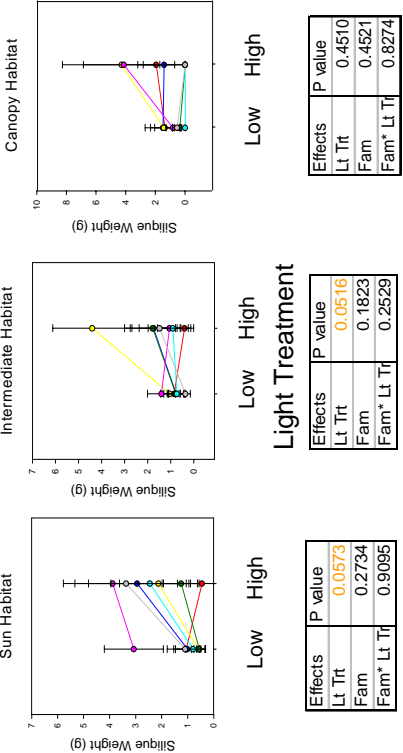 Sun Habitat
Silique Weight (g)
7
6
5
4
3
2
1
0
Low High
Effects P value
Lt Trt 0.0573
Fam 0.2734
Fam* Lt Tr 0.9095
Intermediate Habitat
Silique Weight (g)
7
6
5
4
3
2
1
0
Low High
Light Treatment
Effects P value
Lt Trt 0.0516
Fam 0.1823
Fam* Lt Tr 0.2529
Canopy Habitat
Silique Weight (g)
10
8
6
4
2
0
Low High
Effects P value
Lt Trt 0.4510
Fam 0.4521
Fam* Lt Tr 0.8274